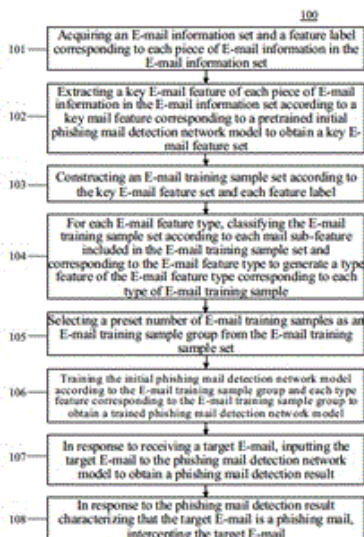 100
101
Acquiring an E-mail information set and a feature label
corresponding to each piece of E-mail information in the
E-mail information set
102
Extracting a key E-mail feature of each piece of E-mail
information in the E-mail information set according to a
key mail feature corresponding to a pretrained initial
phishing mail detection network model to obtain a key E-
mail feature set
103
Constructing an E-mail training sample set according to
the key E-mail feature set and each feature label
104
For each E-mail feature type, classifying the E-mail
training sample set according to each mail sub-feature
included in the E-mail training sample set and
corresponding to the E-mail feature type to generate a type
feature of the E-mail feature type corresponding to each
type of E-mail training sample
105
Selecting a preset number of E-mail training samples as an
E-mail training sample group from the E-mail training
sample set
106
Training the initial phishing mail detection network model
according to the E-mail training sample group and each type
feature corresponding to the E-mail training sample group to
obtain a trained phishing mail detection network model
107
In response to receiving a target E-mail, inputting the
target E-mail to the phishing mail detection network
model to obtain a phishing mail detection result
108
In response to the phishing mail detection result
characterizing that the target E-mail is a phishing mail,
intercepting the target E-mail